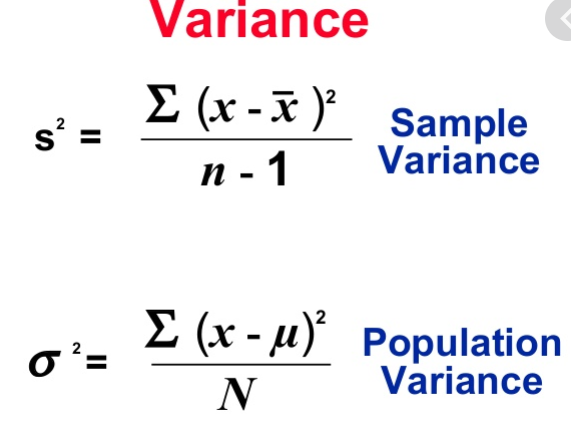 Variance
s² = Σ (x - x̄)² / n - 1
Sample
Variance
σ² = Σ (x - μ)² / N
Population
Variance